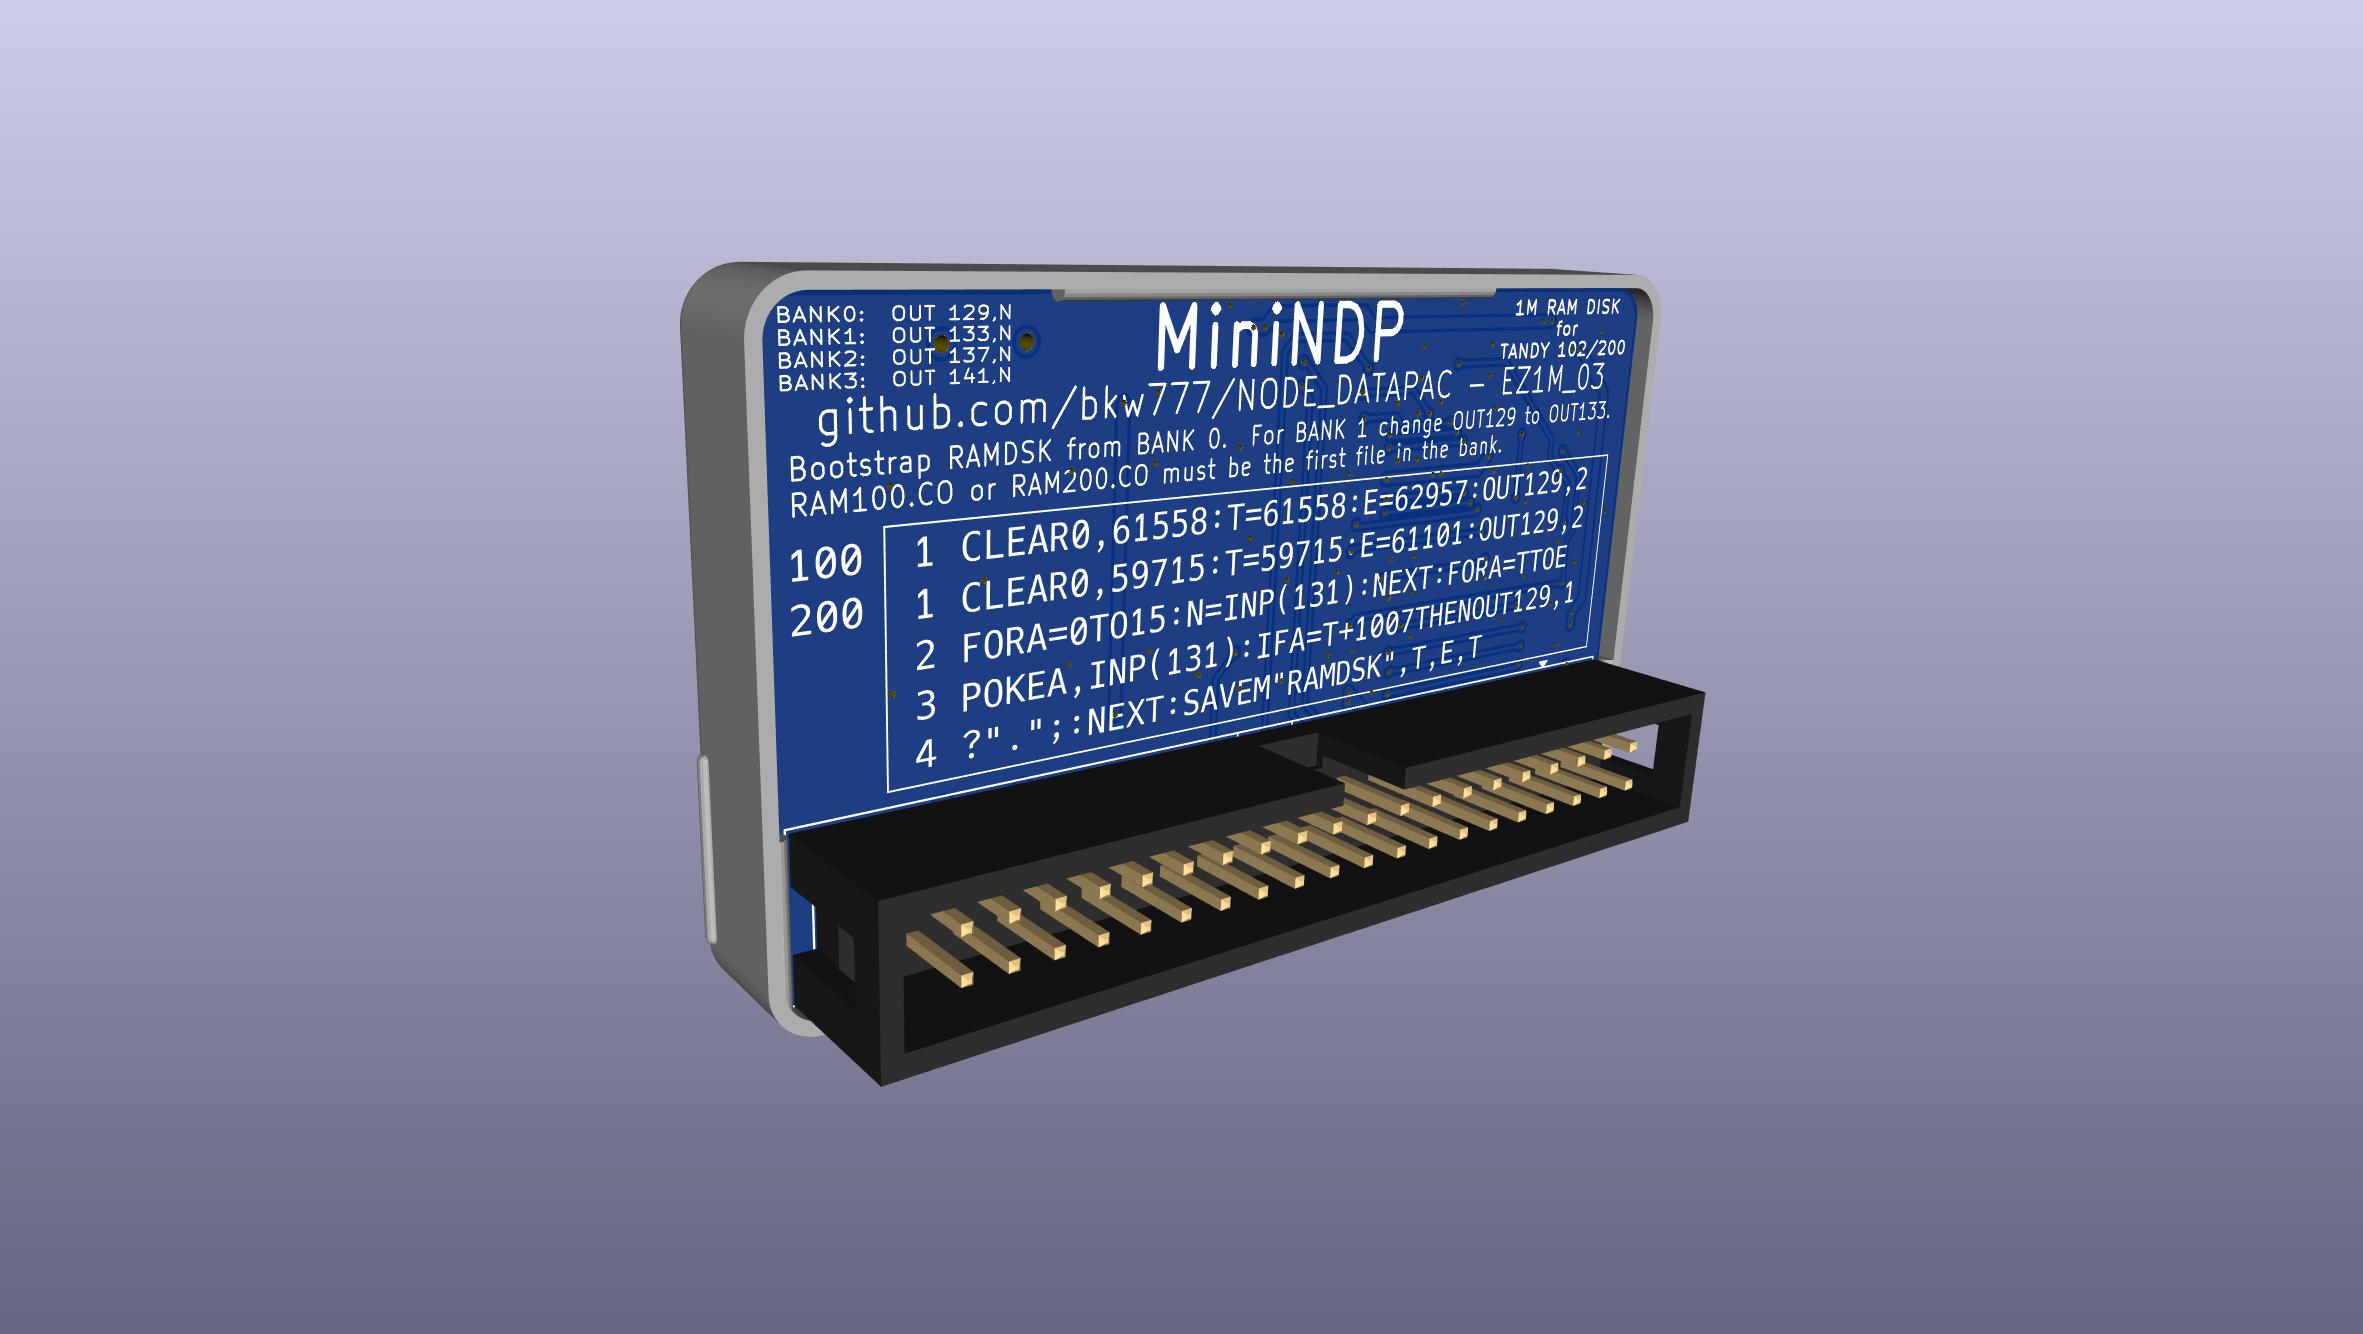 BANK0: OUT 129,N
BANK1: OUT 133,N
BANK2: OUT 137,N
BANK3: OUT 141,N
MiniNDP
1M RAM DISK
for
TANDY 102/200
github.com/bkw777/NODE_DATAPAC - EZ1M_03
Bootstrap RAMDSK from BANK 0. For BANK 1 change OUT129 to OUT133.
RAM100.CO or RAM200.CO must be the first file in the bank.
100 1 CLEAR0,61558:T=61558:E=62957:OUT129,2
200 1 CLEAR0,59715:T=59715:E=61101:OUT129,2
2 FORA=0TO15:N=INP(131):NEXT:FORA=TTOE
3 POKEA,INP(131):IFA=T+1007THENOUT129,1
4 ?".";:NEXT:SAVEM"RAMDSK",T,E,T